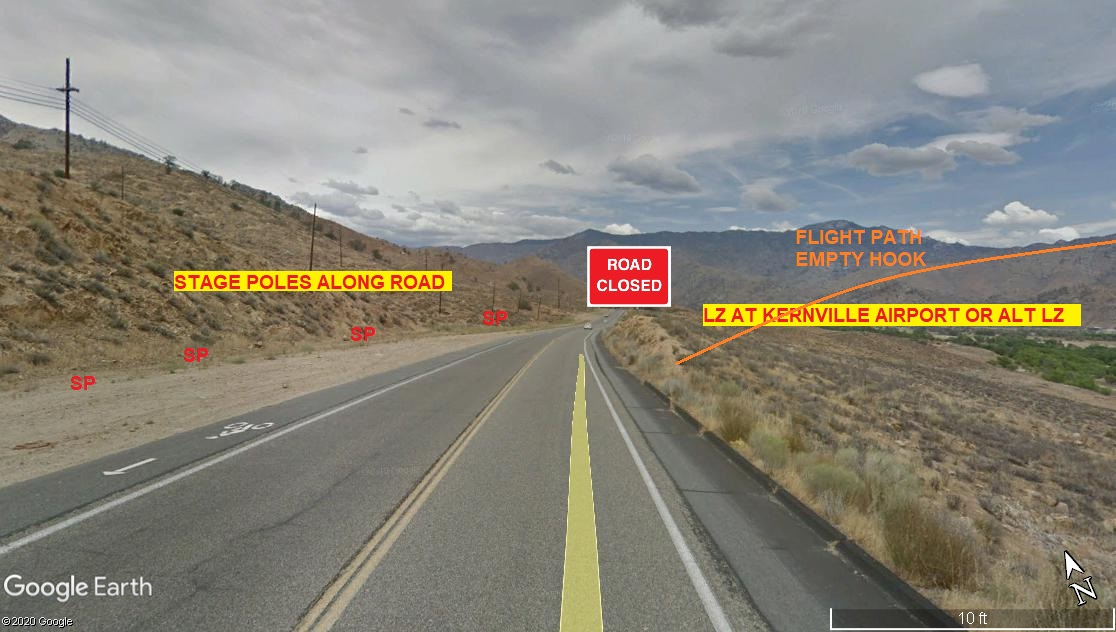 FLIGHT PATH
EMPTY HOOK
ROAD
CLOSED
STAGE POLES ALONG ROAD
LZ AT KERNVILLE AIRPORT OR ALT LZ
SP
SP
SP
SP
Google Earth
©2020 Google
N
10 ft